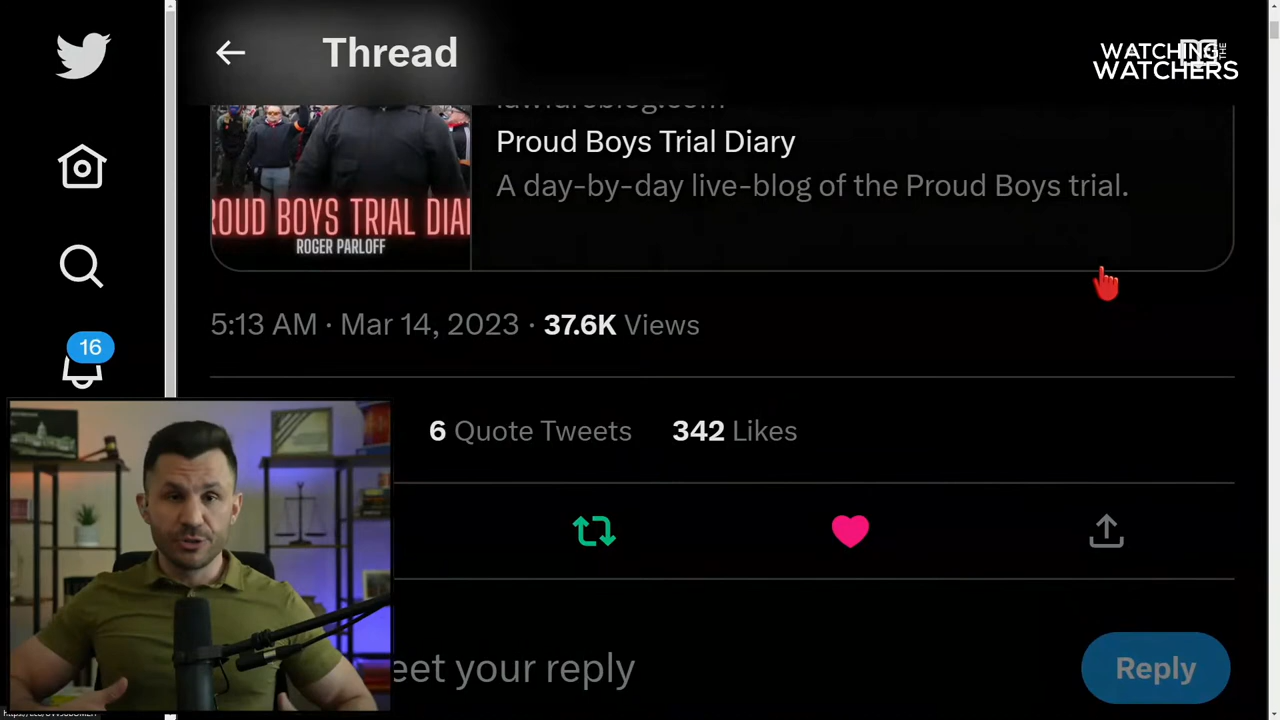 Thread
WATCHING THE
WATCHERS
lawfareblog.com
Proud Boys Trial Diary
A day-by-day live-blog of the Proud Boys trial.
ROUD BOYS TRIAL DIA
ROGER PARLOFF
5:13 AM · Mar 14, 2023 · 37.6K Views
16
6 Quote Tweets 342 Likes
eet your reply
Reply